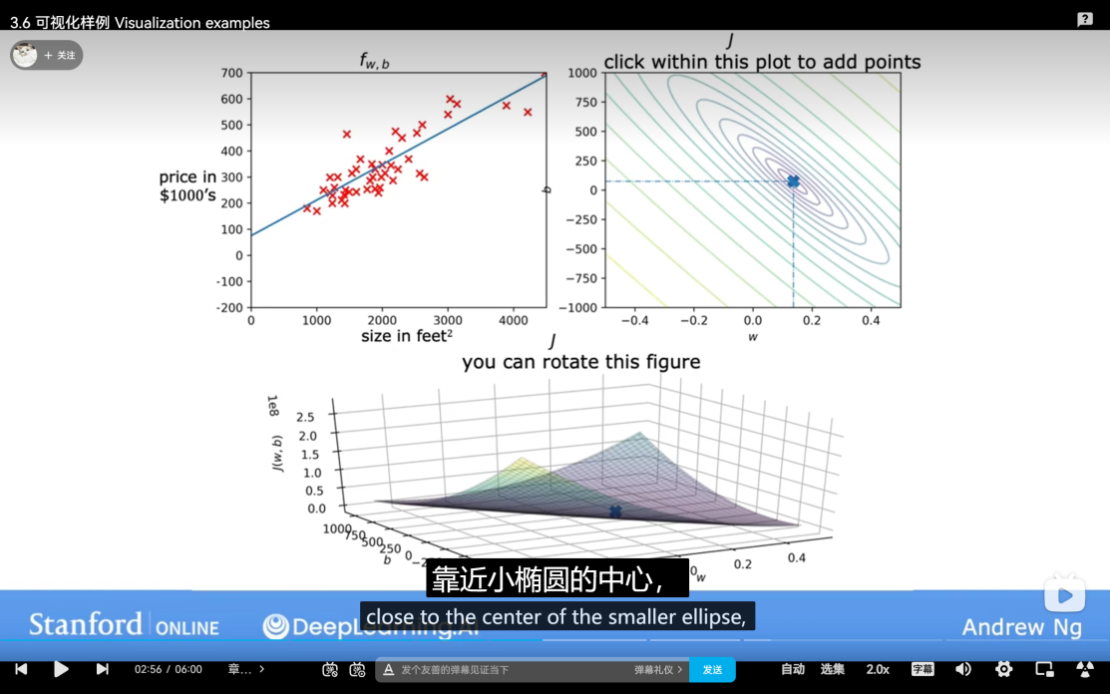 3.6 可视化样例 Visualization examples
+ 关注
f w, b
700
600
500
400
300
200
100
0
-100
-200
price in
$1000's
0
1000
2000
3000
4000
size in feet²
J
click within this plot to add points
1000
750
500
250
0
−250
−500
−750
−1000
b
−0.4
−0.2
0.0
0.2
0.4
w
J
you can rotate this figure
1e8
2.5
2.0
1.5
1.0
0.5
0.0
J(w,b)
1000
750
500
250
0
b
0.2
0.4
w
靠近小椭圆的中心，
close to the center of the smaller ellipse,
Stanford ONLINE
DeepLearning.AI
Andrew Ng
02:56 / 06:00
章...
发个友善的弹幕见证当下
弹幕礼仪
发送
自动
选集
2.0x
字幕